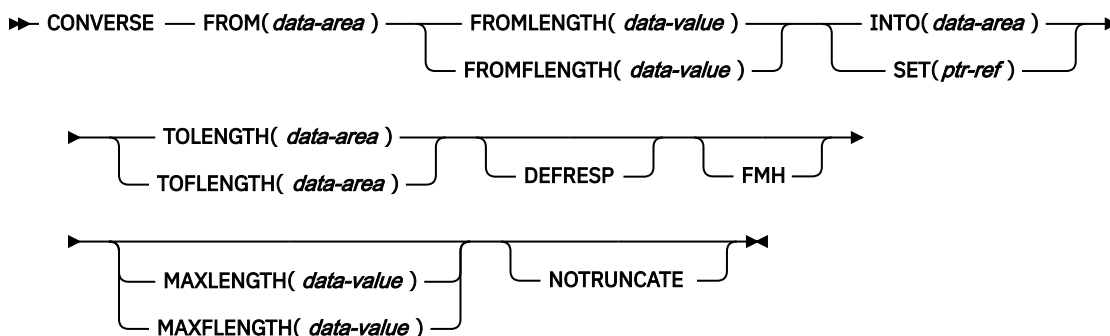 CONVERSE FROM(data-area) FROMLENGTH( data-value ) INTO(data-area)
FROMFLENGTH( data-value ) SET(ptr-ref)
TOLENGTH( data-area )
TOFLENGTH( data-area ) DEFRESP FMH
MAXLENGTH( data-value ) NOTRUNCATE
MAXFLENGTH( data-value )